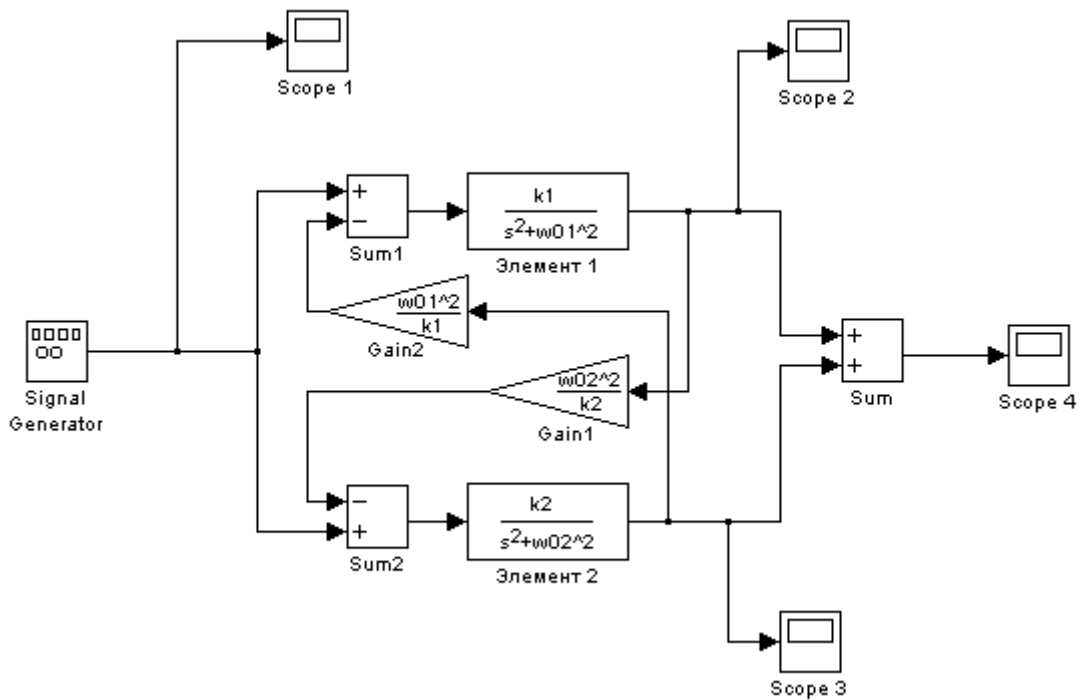 Scope 1
Scope 2
+
−
Sum1
k1
s²+w01^2
Элемент 1
w01^2
k1
Gain2
Signal
Generator
w02^2
k2
Gain1
+
+
Sum
Scope 4
−
+
Sum2
k2
s²+w02^2
Элемент 2
Scope 3